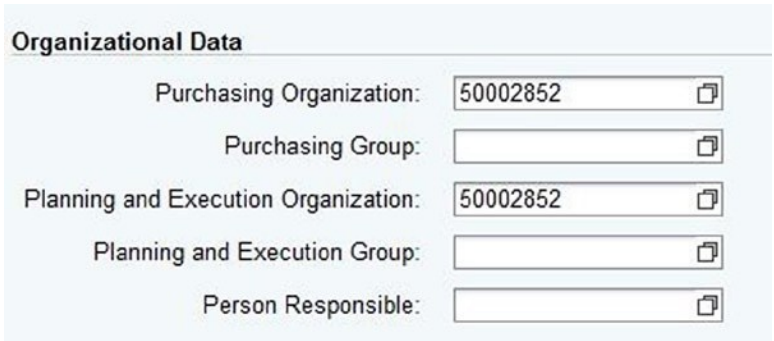 Organizational Data
Purchasing Organization: 50002852
Purchasing Group:
Planning and Execution Organization: 50002852
Planning and Execution Group:
Person Responsible: